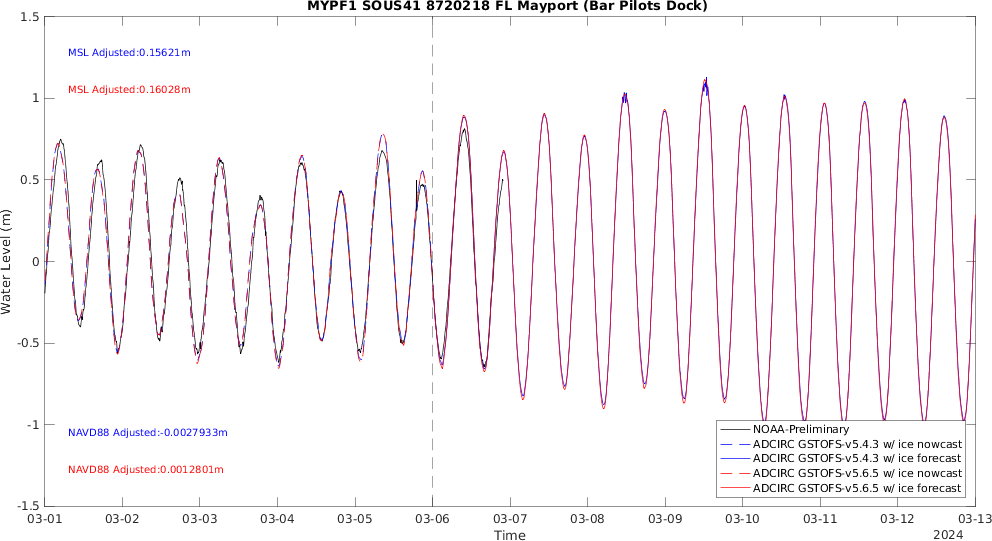 MYPF1 SOUS41 8720218 FL Mayport (Bar Pilots Dock)
1.5
MSL Adjusted:0.15621m
MSL Adjusted:0.16028m
1
0.5
0
-0.5
-1
-1.5
Water Level (m)
NAVD88 Adjusted:-0.0027933m
NAVD88 Adjusted:0.0012801m
NOAA-Preliminary
ADCIRC GSTOFS-v5.4.3 w/ ice nowcast
ADCIRC GSTOFS-v5.4.3 w/ ice forecast
ADCIRC GSTOFS-v5.6.5 w/ ice nowcast
ADCIRC GSTOFS-v5.6.5 w/ ice forecast
03-01 03-02 03-03 03-04 03-05 03-06 03-07 03-08 03-09 03-10 03-11 03-12 03-13
Time
2024